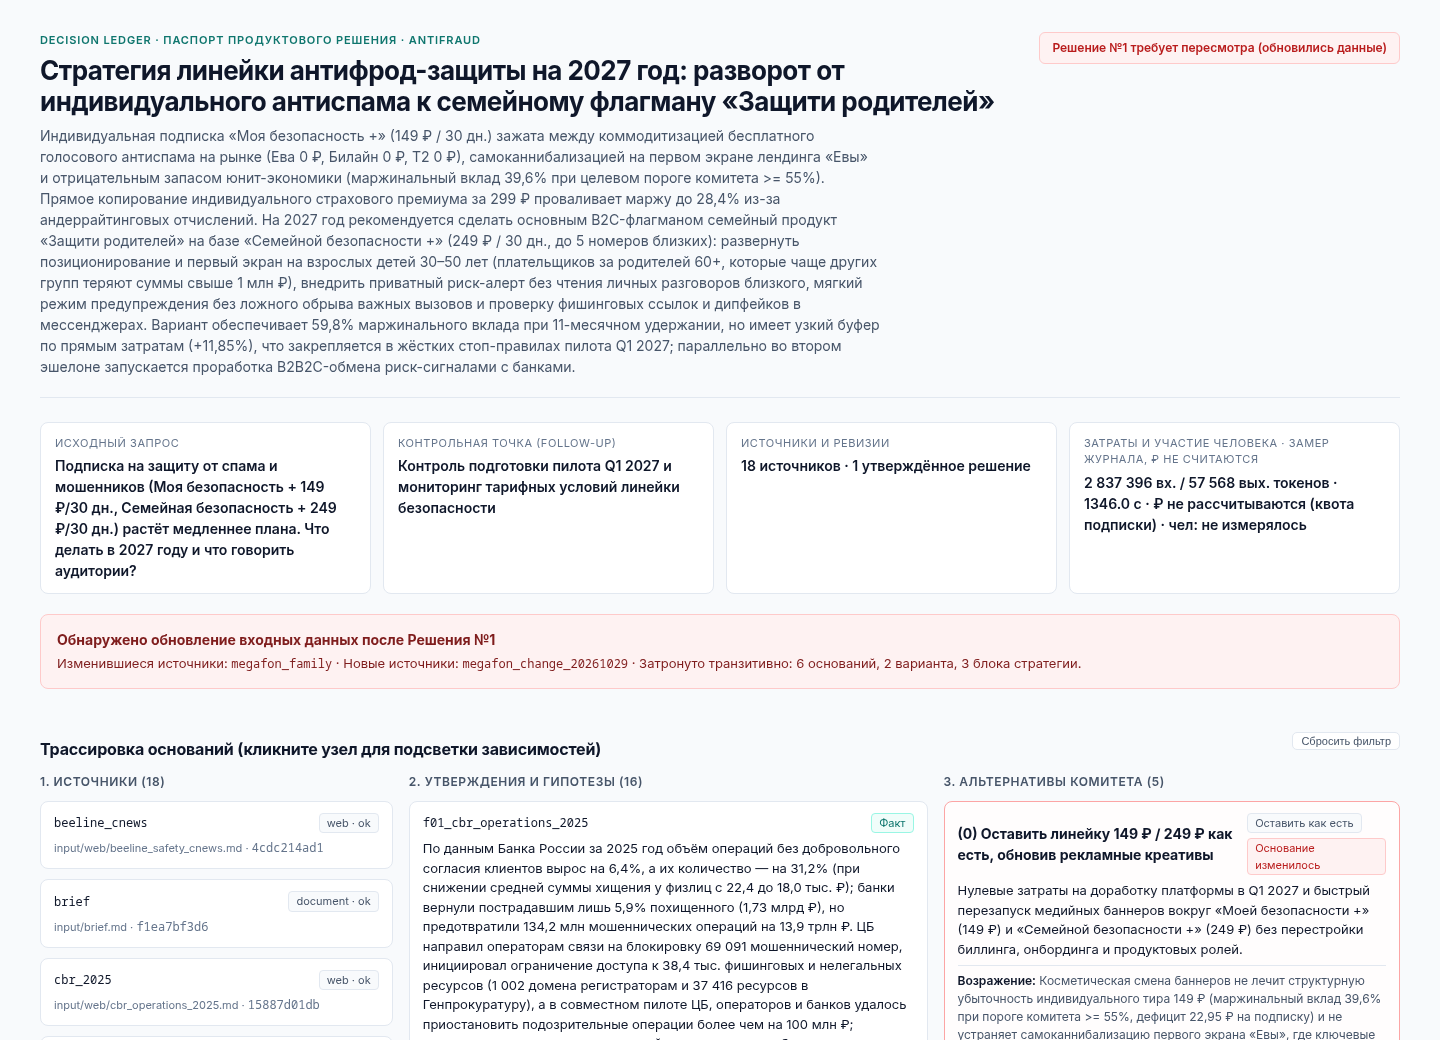 DECISION LEDGER · ПАСПОРТ ПРОДУКТОВОГО РЕШЕНИЯ · ANTIFRAUD
Решение №1 требует пересмотра (обновились данные)
Стратегия линейки антифрод-защиты на 2027 год: разворот от
индивидуального антиспама к семейному флагману «Защити родителей»
Индивидуальная подписка «Моя безопасность +» (149 ₽ / 30 дн.) зажата между коммодитизацией бесплатного
голосового антиспама на рынке (Ева 0 ₽, Билайн 0 ₽, Т2 0 ₽), самоканнибализацией на первом экране лендинга «Евы»
и отрицательным запасом юнит-экономики (маржинальный вклад 39,6% при целевом пороге комитета >= 55%).
Прямое копирование индивидуального страхового премиума за 299 ₽ проваливает маржу до 28,4% из-за
андеррайтинговых отчислений. На 2027 год рекомендуется сделать основным B2C-флагманом семейный продукт
«Защити родителей» на базе «Семейной безопасности +» (249 ₽ / 30 дн., до 5 номеров близких): развернуть
позиционирование и первый экран на взрослых детей 30–50 лет (плательщиков за родителей 60+, которые чаще других
групп теряют суммы свыше 1 млн ₽), внедрить приватный риск-алерт без чтения личных разговоров близкого, мягкий
режим предупреждения без ложного обрыва важных вызовов и проверку фишинговых ссылок и дипфейков в
мессенджерах. Вариант обеспечивает 59,8% маржинального вклада при 11-месячном удержании, но имеет узкий буфер
по прямым затратам (+11,85%), что закрепляется в жёстких стоп-правилах пилота Q1 2027; параллельно во втором
эшелоне запускается проработка B2B2C-обмена риск-сигналами с банками.
ИСХОДНЫЙ ЗАПРОС
Подписка на защиту от спама и
мошенников (Моя безопасность + 149
₽/30 дн., Семейная безопасность + 249
₽/30 дн.) растёт медленнее плана. Что
делать в 2027 году и что говорить
аудитории?
КОНТРОЛЬНАЯ ТОЧКА (FOLLOW-UP)
Контроль подготовки пилота Q1 2027 и
мониторинг тарифных условий линейки
безопасности
ИСТОЧНИКИ И РЕВИЗИИ
18 источников · 1 утверждённое решение
ЗАТРАТЫ И УЧАСТИЕ ЧЕЛОВЕКА · ЗАМЕР
ЖУРНАЛА, ₽ НЕ СЧИТАЮТСЯ
2 837 396 вх. / 57 568 вых. токенов ·
1346.0 с · ₽ не рассчитываются (квота
подписки) · чел: не измерялось
Обнаружено обновление входных данных после Решения №1
Изменившиеся источники: megafon_family · Новые источники: megafon_change_20261029 · Затронуто транзитивно: 6 оснований, 2 варианта, 3 блока стратегии.
Трассировка оснований (кликните узел для подсветки зависимостей)
Сбросить фильтр
1. ИСТОЧНИКИ (18)
beeline_cnews
web · ok
input/web/beeline_safety_cnews.md · 4cdc214ad1
brief
document · ok
input/brief.md · f1ea7bf3d6
cbr_2025
web · ok
input/web/cbr_operations_2025.md · 15887d01db
2. УТВЕРЖДЕНИЯ И ГИПОТЕЗЫ (16)
f01_cbr_operations_2025
Факт
По данным Банка России за 2025 год объём операций без добровольного
согласия клиентов вырос на 6,4%, а их количество — на 31,2% (при
снижении средней суммы хищения у физлиц с 22,4 до 18,0 тыс. ₽); банки
вернули пострадавшим лишь 5,9% похищенного (1,73 млрд ₽), но
предотвратили 134,2 млн мошеннических операций на 13,9 трлн ₽. ЦБ
направил операторам связи на блокировку 69 091 мошеннический номер,
инициировал ограничение доступа к 38,4 тыс. фишинговых и нелегальных
ресурсов (1 002 домена регистраторам и 37 416 ресурсов в
Генпрокуратуру), а в совместном пилоте ЦБ, операторов и банков удалось
приостановить подозрительные операции более чем на 100 млн ₽;
3. АЛЬТЕРНАТИВЫ КОМИТЕТА (5)
(0) Оставить линейку 149 ₽ / 249 ₽ как
есть, обновив рекламные креативы
Оставить как есть
Основание
изменилось
Нулевые затраты на доработку платформы в Q1 2027 и быстрый
перезапуск медийных баннеров вокруг «Моей безопасности +»
(149 ₽) и «Семейной безопасности +» (249 ₽) без перестройки
биллинга, онбординга и продуктовых ролей.
Возражение: Косметическая смена баннеров не лечит структурную
убыточность индивидуального тира 149 ₽ (маржинальный вклад 39,6%
при пороге комитета >= 55%, дефицит 22,95 ₽ на подписку) и не
устраняет самоканнибализацию первого экрана «Евы», где ключевые